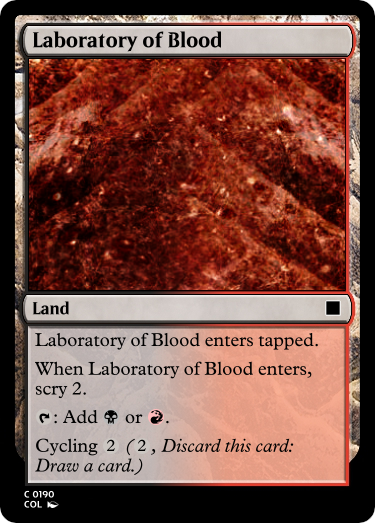 Laboratory of Blood
Land
Laboratory of Blood enters tapped.
When Laboratory of Blood enters,
scry 2.
: Add or .
Cycling 2 (2, Discard this card:
Draw a card.)
C 0190
COL